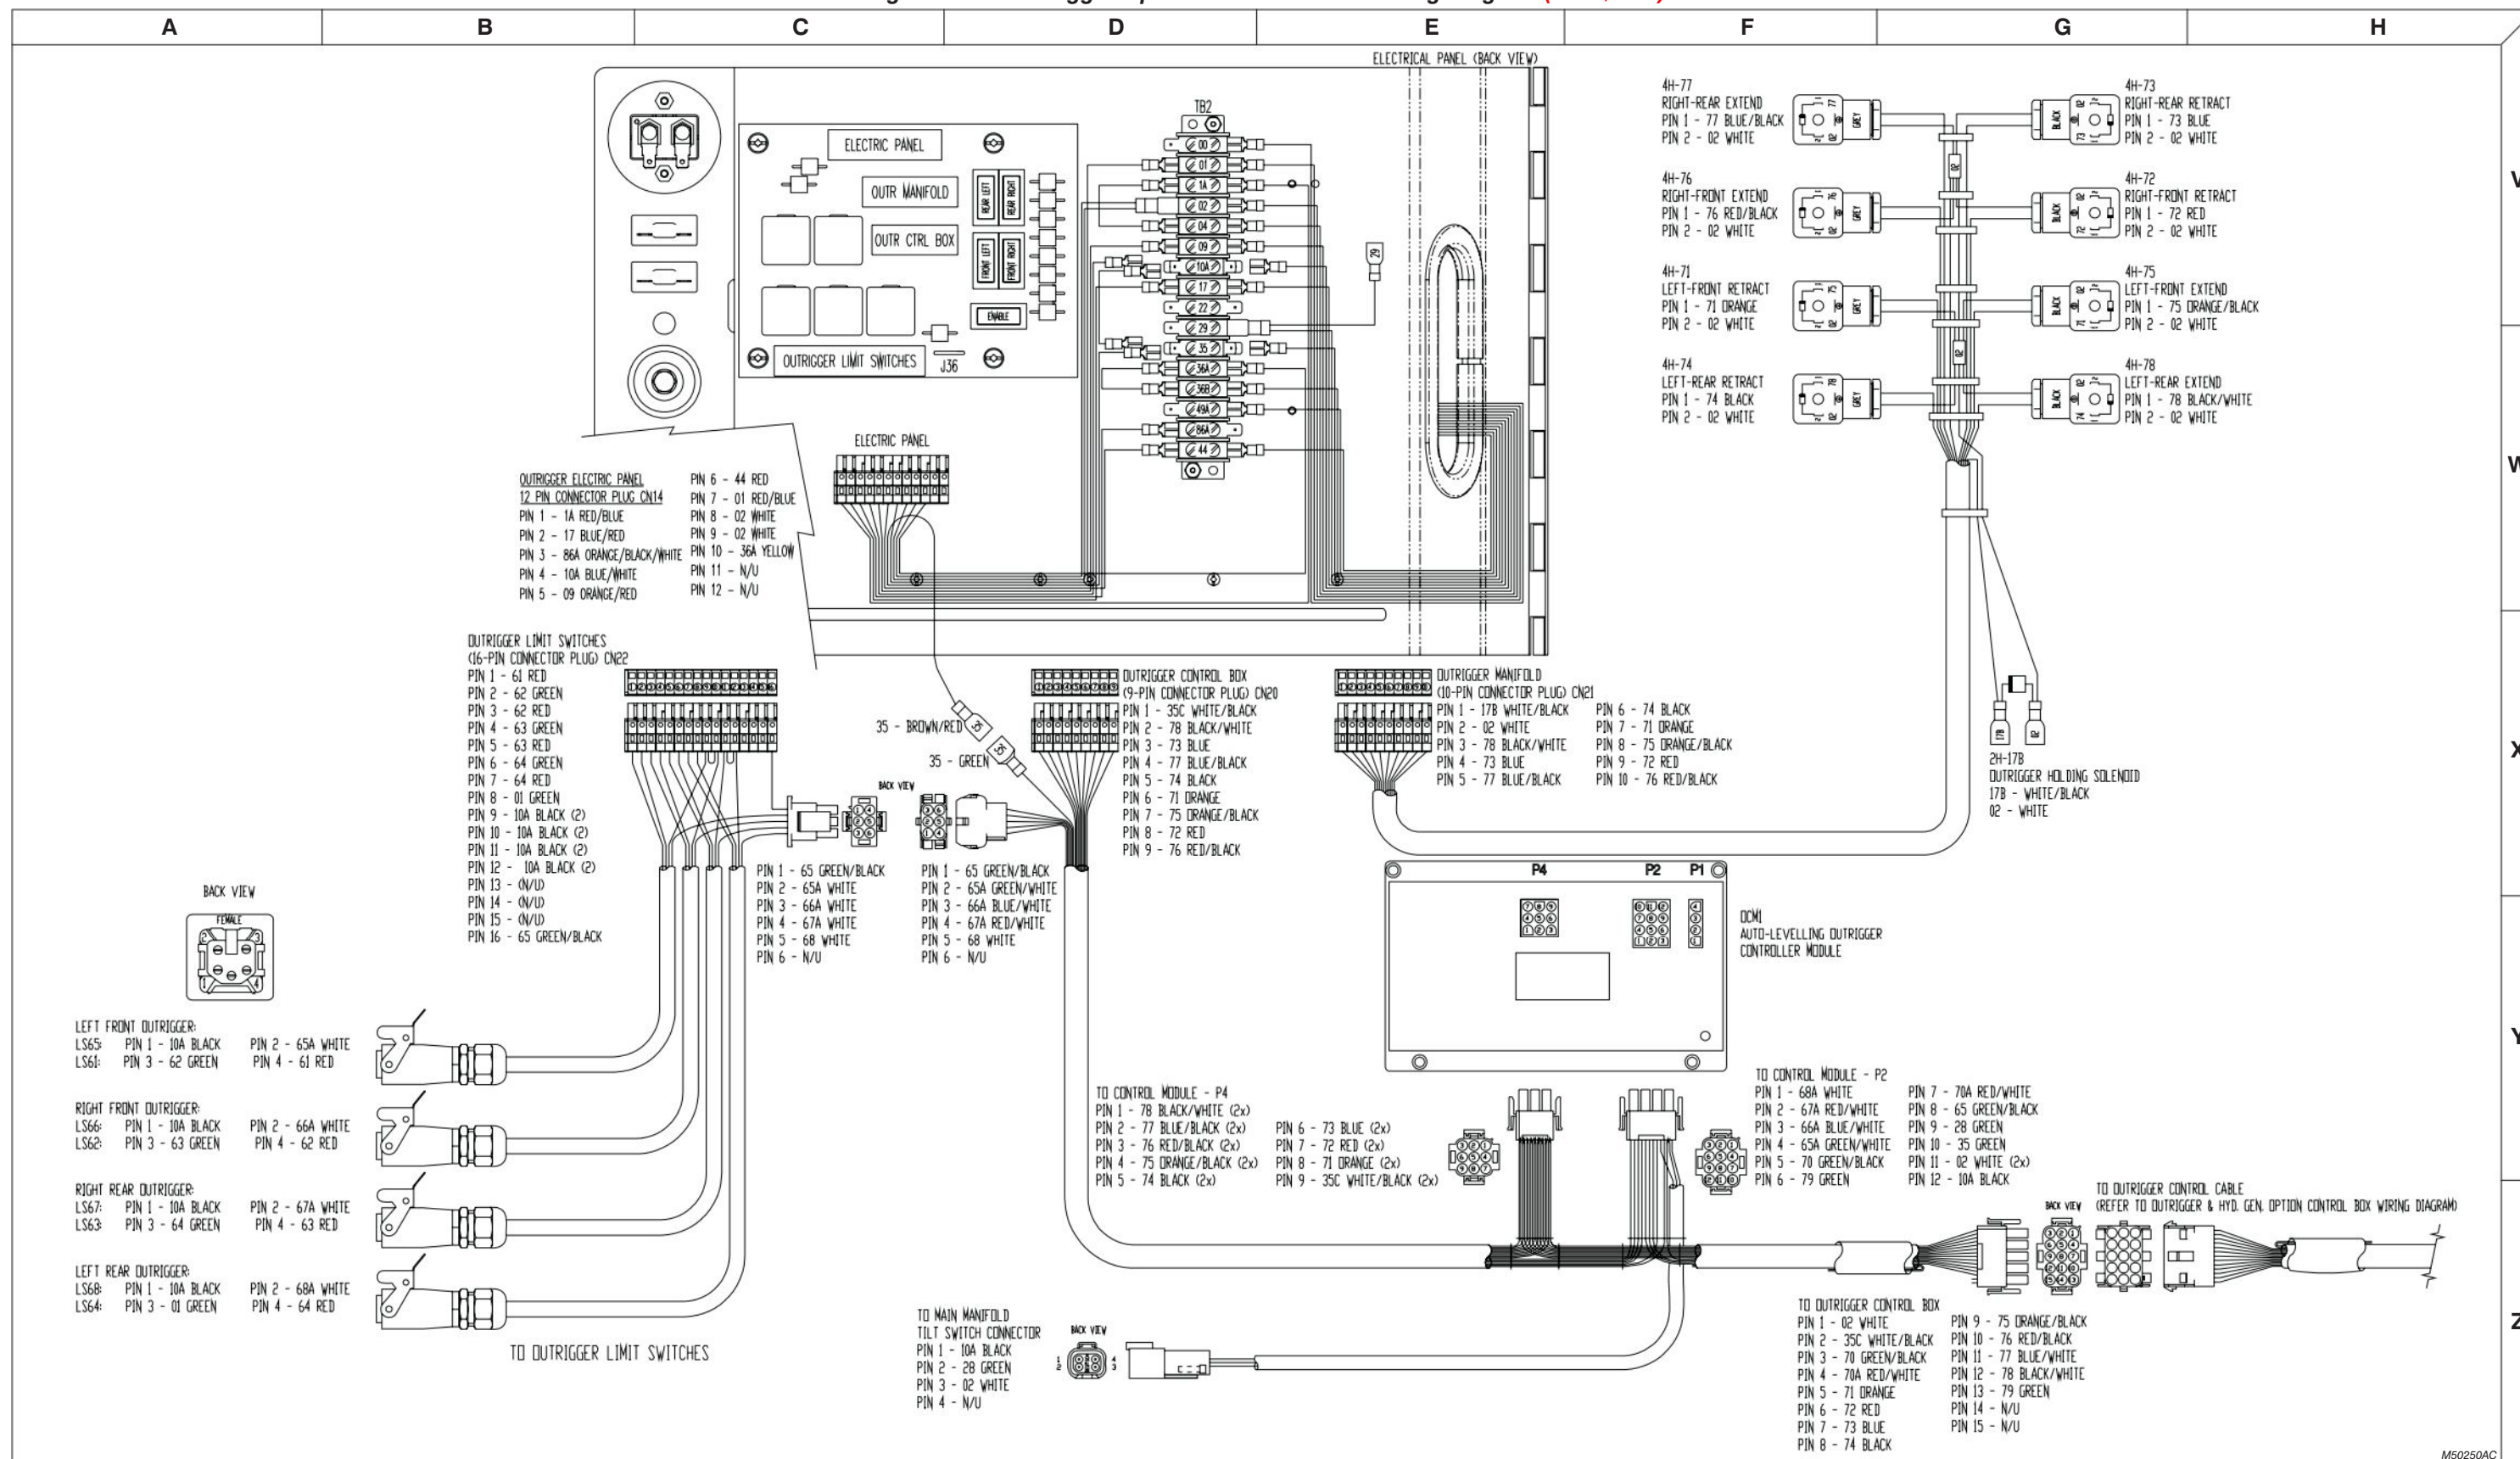 A B C D E F G H
ELECTRICAL PANEL (BACK VIEW)
TB2
ELECTRIC PANEL
OUTR MANIFOLD
OUTR CTRL BOX
REAR LEFT
REAR RIGHT
FRONT LEFT
FRONT RIGHT
ENABLE
OUTRIGGER LIMIT SWITCHES
J36
00
01
1A
02
04
09
10A
17
22
29
35
36A
36B
49A
86A
44
29
4H-77
RIGHT-REAR EXTEND
PIN 1 - 77 BLUE/BLACK
PIN 2 - 02 WHITE
77
02
GREY
BLACK
02
73
4H-73
RIGHT-REAR RETRACT
PIN 1 - 73 BLUE
PIN 2 - 02 WHITE
02
V
4H-76
RIGHT-FRONT EXTEND
PIN 1 - 76 RED/BLACK
PIN 2 - 02 WHITE
76
02
GREY
BLACK
02
72
4H-72
RIGHT-FRONT RETRACT
PIN 1 - 72 RED
PIN 2 - 02 WHITE
4H-71
LEFT-FRONT RETRACT
PIN 1 - 71 ORANGE
PIN 2 - 02 WHITE
75
02
GREY
BLACK
02
71
4H-75
LEFT-FRONT EXTEND
PIN 1 - 75 ORANGE/BLACK
PIN 2 - 02 WHITE
02
4H-74
LEFT-REAR RETRACT
PIN 1 - 74 BLACK
PIN 2 - 02 WHITE
78
02
GREY
BLACK
02
74
4H-78
LEFT-REAR EXTEND
PIN 1 - 78 BLACK/WHITE
PIN 2 - 02 WHITE
W
ELECTRIC PANEL
OUTRIGGER ELECTRIC PANEL
12 PIN CONNECTOR PLUG CN14
PIN 1 - 1A RED/BLUE
PIN 2 - 17 BLUE/RED
PIN 3 - 86A ORANGE/BLACK/WHITE
PIN 4 - 10A BLUE/WHITE
PIN 5 - 09 ORANGE/RED
PIN 6 - 44 RED
PIN 7 - 01 RED/BLUE
PIN 8 - 02 WHITE
PIN 9 - 02 WHITE
PIN 10 - 36A YELLOW
PIN 11 - N/U
PIN 12 - N/U
OUTRIGGER LIMIT SWITCHES
(16-PIN CONNECTOR PLUG) CN22
PIN 1 - 61 RED
PIN 2 - 62 GREEN
PIN 3 - 62 RED
PIN 4 - 63 GREEN
PIN 5 - 63 RED
PIN 6 - 64 GREEN
PIN 7 - 64 RED
PIN 8 - 01 GREEN
PIN 9 - 10A BLACK (2)
PIN 10 - 10A BLACK (2)
PIN 11 - 10A BLACK (2)
PIN 12 - 10A BLACK (2)
PIN 13 - (N/U)
PIN 14 - (N/U)
PIN 15 - (N/U)
PIN 16 - 65 GREEN/BLACK
35 - BROWN/RED
35
35 - GREEN
35
BACK VIEW
OUTRIGGER CONTROL BOX
(9-PIN CONNECTOR PLUG) CN20
PIN 1 - 35C WHITE/BLACK
PIN 2 - 78 BLACK/WHITE
PIN 3 - 73 BLUE
PIN 4 - 77 BLUE/BLACK
PIN 5 - 74 BLACK
PIN 6 - 71 ORANGE
PIN 7 - 75 ORANGE/BLACK
PIN 8 - 72 RED
PIN 9 - 76 RED/BLACK
OUTRIGGER MANIFOLD
(10-PIN CONNECTOR PLUG) CN21
PIN 1 - 17B WHITE/BLACK
PIN 2 - 02 WHITE
PIN 3 - 78 BLACK/WHITE
PIN 4 - 73 BLUE
PIN 5 - 77 BLUE/BLACK
PIN 6 - 74 BLACK
PIN 7 - 71 ORANGE
PIN 8 - 75 ORANGE/BLACK
PIN 9 - 72 RED
PIN 10 - 76 RED/BLACK
17B
02
2H-17B
OUTRIGGER HOLDING SOLENOID
17B - WHITE/BLACK
02 - WHITE
X
PIN 1 - 65 GREEN/BLACK
PIN 2 - 65A WHITE
PIN 3 - 66A WHITE
PIN 4 - 67A WHITE
PIN 5 - 68 WHITE
PIN 6 - N/U
PIN 1 - 65 GREEN/BLACK
PIN 2 - 65A GREEN/WHITE
PIN 3 - 66A BLUE/WHITE
PIN 4 - 67A RED/WHITE
PIN 5 - 68 WHITE
PIN 6 - N/U
P4 P2 P1
OCM1
AUTO-LEVELLING OUTRIGGER
CONTROLLER MODULE
BACK VIEW
FEMALE
2 3
1 4
LEFT FRONT OUTRIGGER:
LS65: PIN 1 - 10A BLACK PIN 2 - 65A WHITE
LS61: PIN 3 - 62 GREEN PIN 4 - 61 RED
RIGHT FRONT OUTRIGGER:
LS66: PIN 1 - 10A BLACK PIN 2 - 66A WHITE
LS62: PIN 3 - 63 GREEN PIN 4 - 62 RED
RIGHT REAR OUTRIGGER:
LS67: PIN 1 - 10A BLACK PIN 2 - 67A WHITE
LS63: PIN 3 - 64 GREEN PIN 4 - 63 RED
LEFT REAR OUTRIGGER:
LS68: PIN 1 - 10A BLACK PIN 2 - 68A WHITE
LS64: PIN 3 - 01 GREEN PIN 4 - 64 RED
TO OUTRIGGER LIMIT SWITCHES
Y
TO CONTROL MODULE - P4
PIN 1 - 78 BLACK/WHITE (2x)
PIN 2 - 77 BLUE/BLACK (2x)
PIN 3 - 76 RED/BLACK (2x)
PIN 4 - 75 ORANGE/BLACK (2x)
PIN 5 - 74 BLACK (2x)
PIN 6 - 73 BLUE (2x)
PIN 7 - 72 RED (2x)
PIN 8 - 71 ORANGE (2x)
PIN 9 - 35C WHITE/BLACK (2x)
TO CONTROL MODULE - P2
PIN 1 - 68A WHITE
PIN 2 - 67A RED/WHITE
PIN 3 - 66A BLUE/WHITE
PIN 4 - 65A GREEN/WHITE
PIN 5 - 70 GREEN/BLACK
PIN 6 - 79 GREEN
PIN 7 - 70A RED/WHITE
PIN 8 - 65 GREEN/BLACK
PIN 9 - 28 GREEN
PIN 10 - 35 GREEN
PIN 11 - 02 WHITE (2x)
PIN 12 - 10A BLACK
TO OUTRIGGER CONTROL CABLE
(REFER TO OUTRIGGER & HYD. GEN. OPTION CONTROL BOX WIRING DIAGRAM)
BACK VIEW
TO MAIN MANIFOLD
TILT SWITCH CONNECTOR
PIN 1 - 10A BLACK
PIN 2 - 28 GREEN
PIN 3 - 02 WHITE
PIN 4 - N/U
BACK VIEW
1 4
2 3
TO OUTRIGGER CONTROL BOX
PIN 1 - 02 WHITE
PIN 2 - 35C WHITE/BLACK
PIN 3 - 70 GREEN/BLACK
PIN 4 - 70A RED/WHITE
PIN 5 - 71 ORANGE
PIN 6 - 72 RED
PIN 7 - 73 BLUE
PIN 8 - 74 BLACK
PIN 9 - 75 ORANGE/BLACK
PIN 10 - 76 RED/BLACK
PIN 11 - 77 BLUE/WHITE
PIN 12 - 78 BLACK/WHITE
PIN 13 - 79 GREEN
PIN 14 - N/U
PIN 15 - N/U
Z
M50250AC